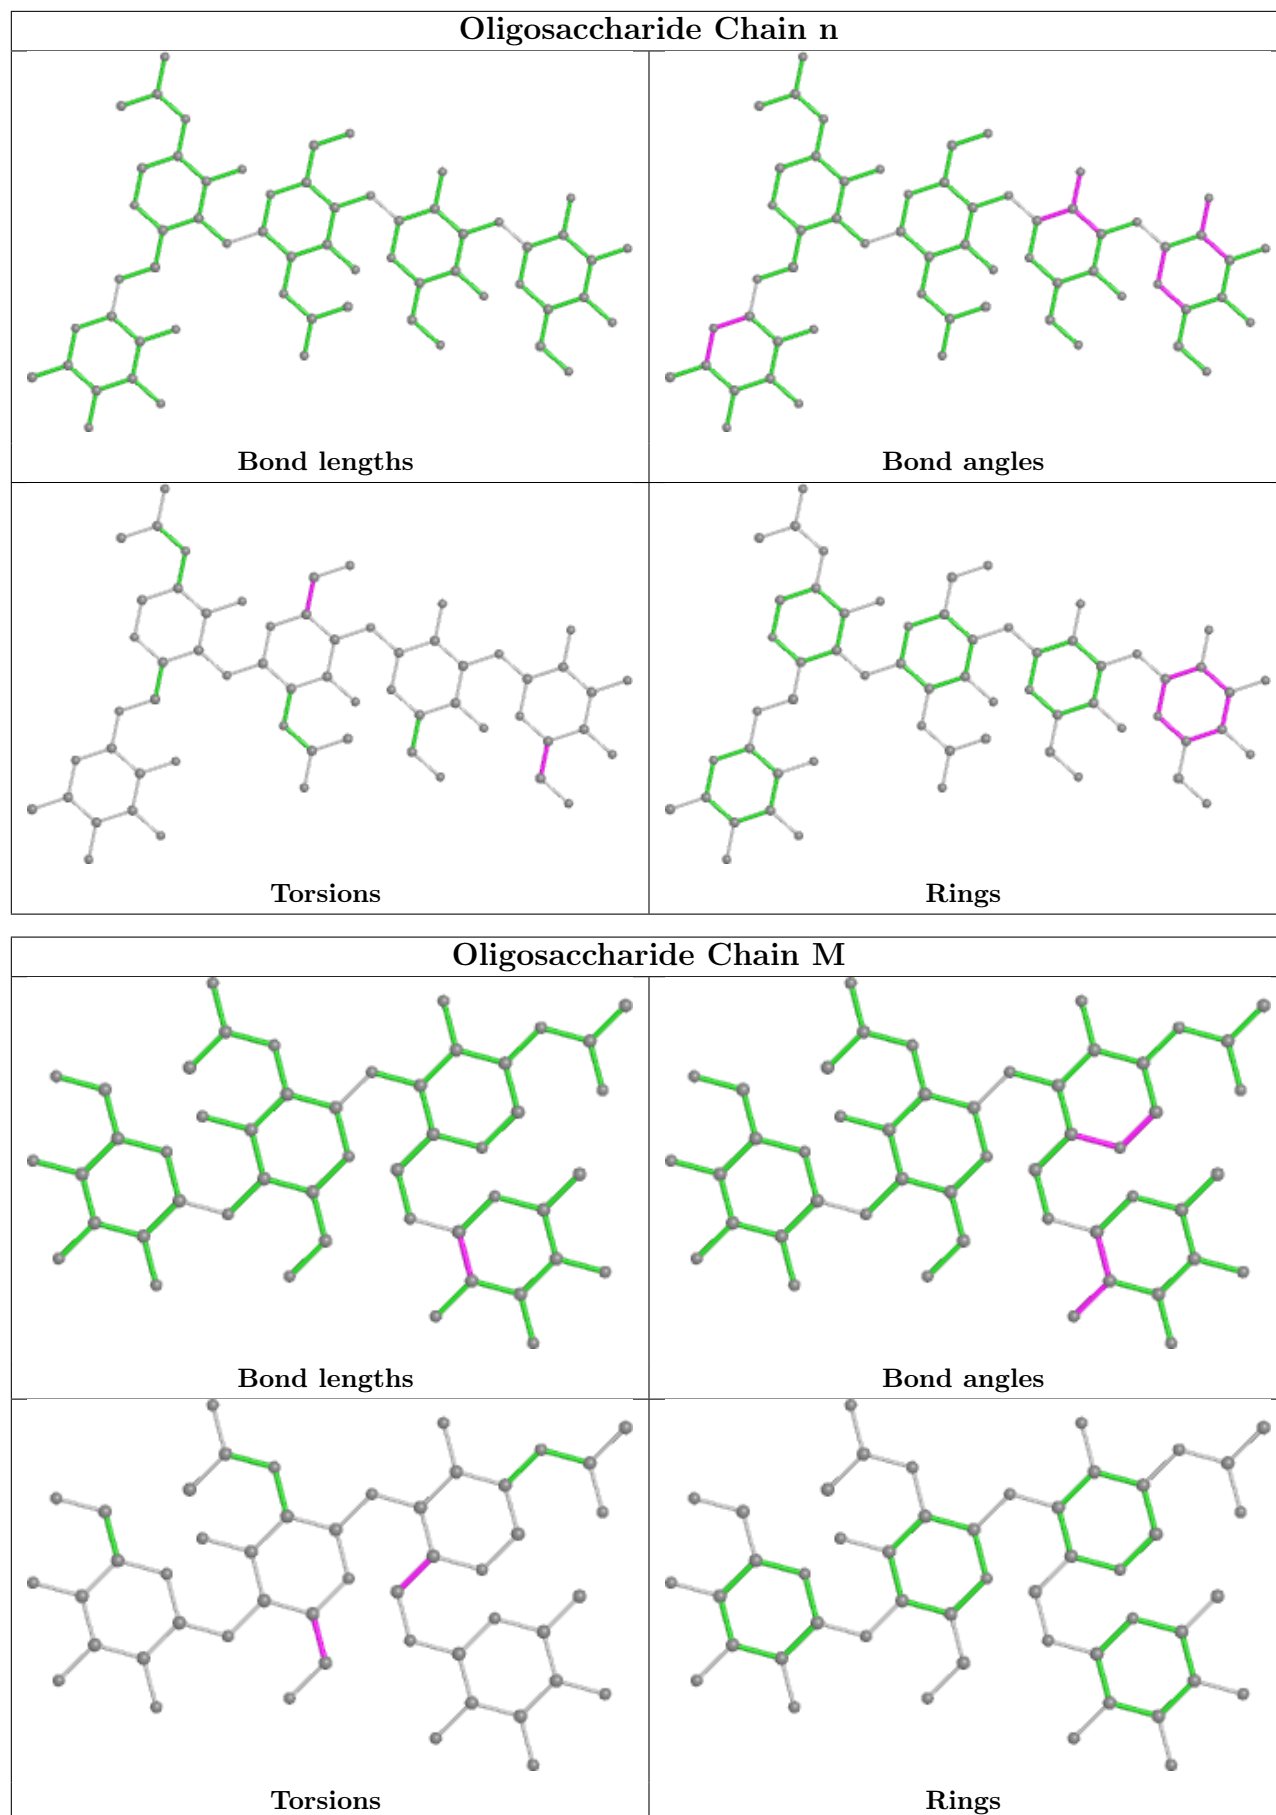 Oligosaccharide Chain n
Bond lengths
Bond angles
Torsions
Rings
Oligosaccharide Chain M
Bond lengths
Bond angles
Torsions
Rings